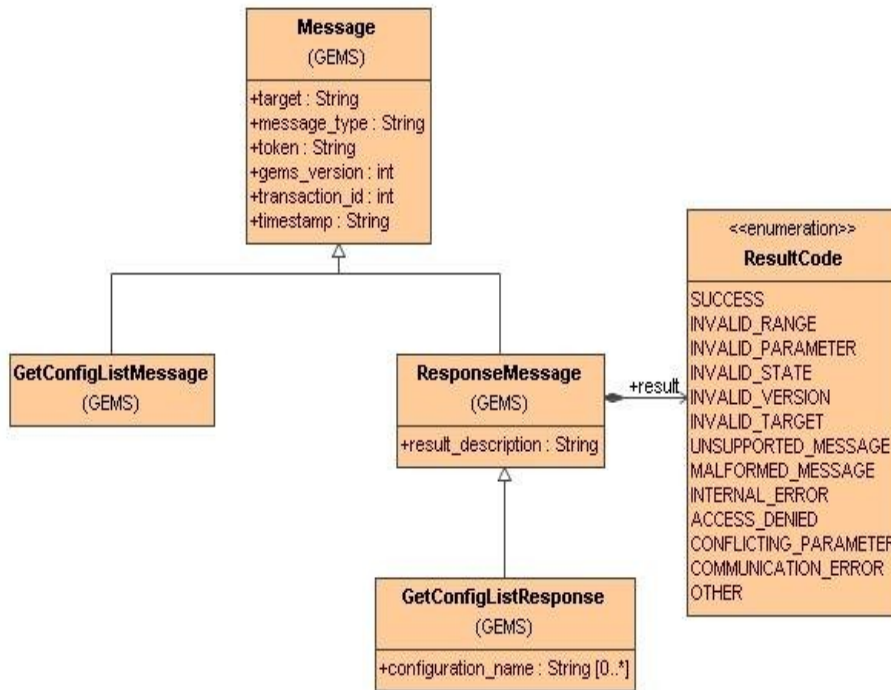 Message
(GEMS)
+target : String
+message_type : String
+token : String
+gems_version : int
+transaction_id : int
+timestamp : String
<<enumeration>>
ResultCode
SUCCESS
INVALID_RANGE
INVALID_PARAMETER
INVALID_STATE
INVALID_VERSION
INVALID_TARGET
UNSUPPORTED_MESSAGE
MALFORMED_MESSAGE
INTERNAL_ERROR
ACCESS_DENIED
CONFLICTING_PARAMETER
COMMUNICATION_ERROR
OTHER
GetConfigListMessage
(GEMS)
ResponseMessage
(GEMS)
+result_description : String
+result
GetConfigListResponse
(GEMS)
+configuration_name : String [0..*]